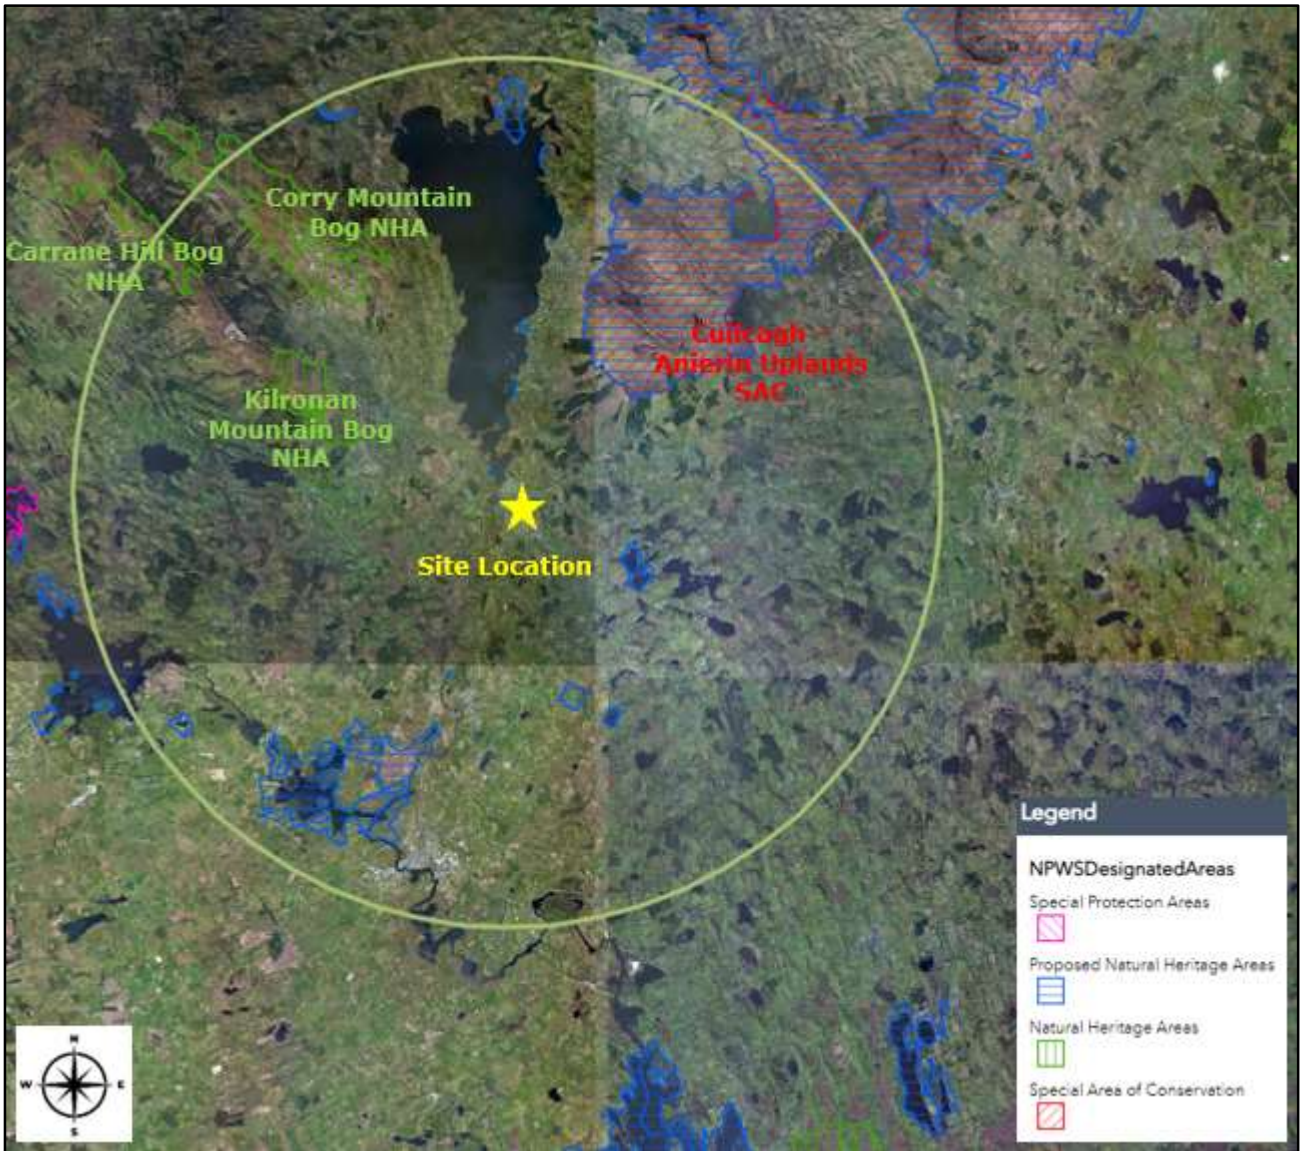 Corry Mountain
Bog NHA
Carrane Hill Bog
NHA
Cuilcagh -
Anierin Uplands
SAC
Kilronan
Mountain Bog
NHA
Site Location
Legend
NPWSDesignatedAreas
Special Protection Areas
Proposed Natural Heritage Areas
Natural Heritage Areas
Special Area of Conservation
N
W E
S